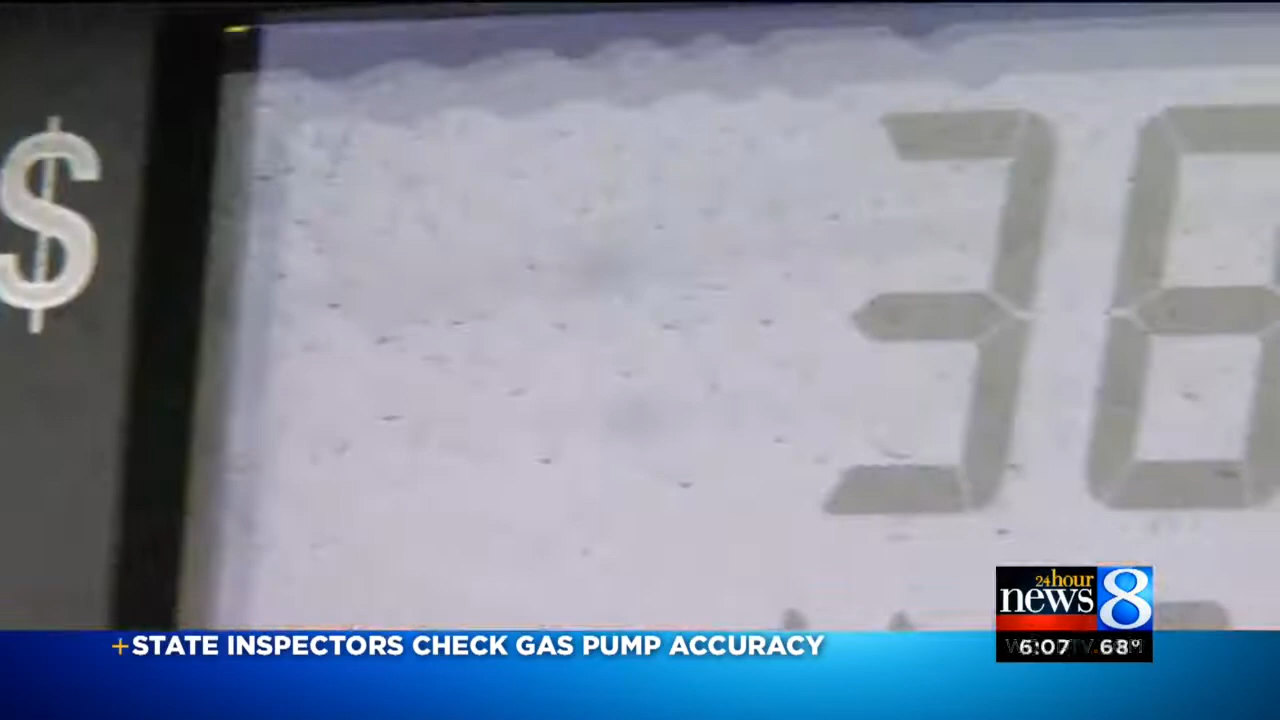 $
3
24hour
news 8
+STATE INSPECTORS CHECK GAS PUMP ACCURACY
6:07 68°